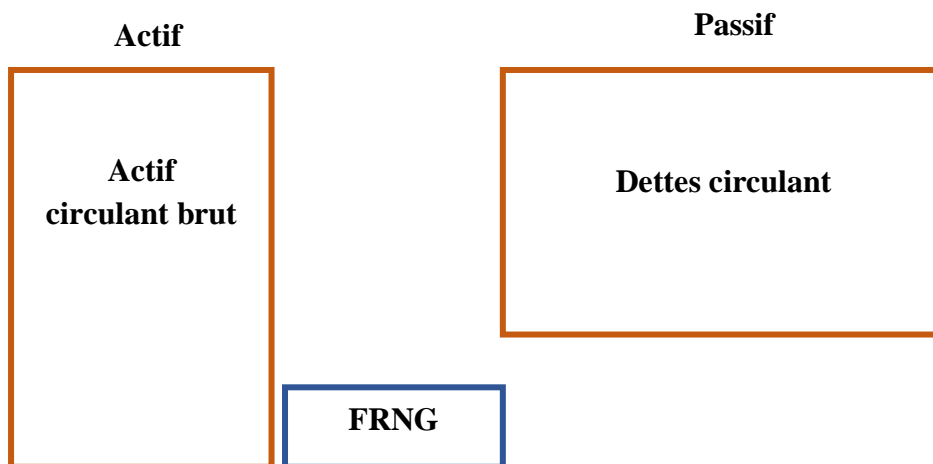 Actif
Passif
Actif
circulant brut
Dettes circulant
FRNG